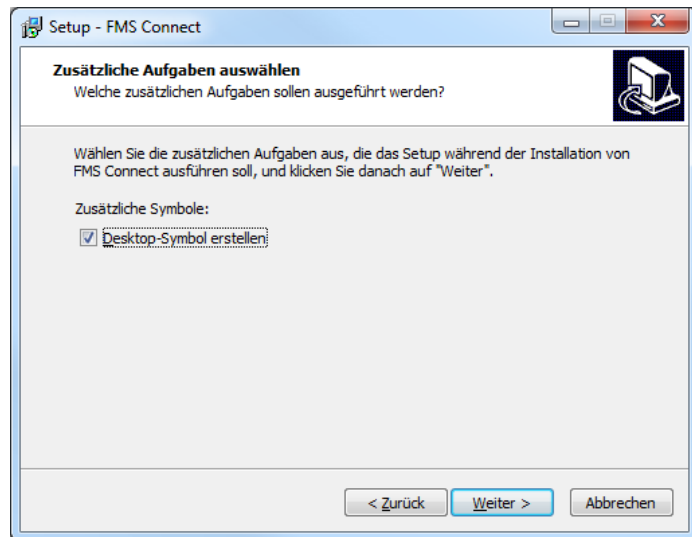 Setup - FMS Connect
Zusätzliche Aufgaben auswählen
Welche zusätzlichen Aufgaben sollen ausgeführt werden?
Wählen Sie die zusätzlichen Aufgaben aus, die das Setup während der Installation von
FMS Connect ausführen soll, und klicken Sie danach auf "Weiter".
Zusätzliche Symbole:
Desktop-Symbol erstellen
< Zurück
Weiter >
Abbrechen